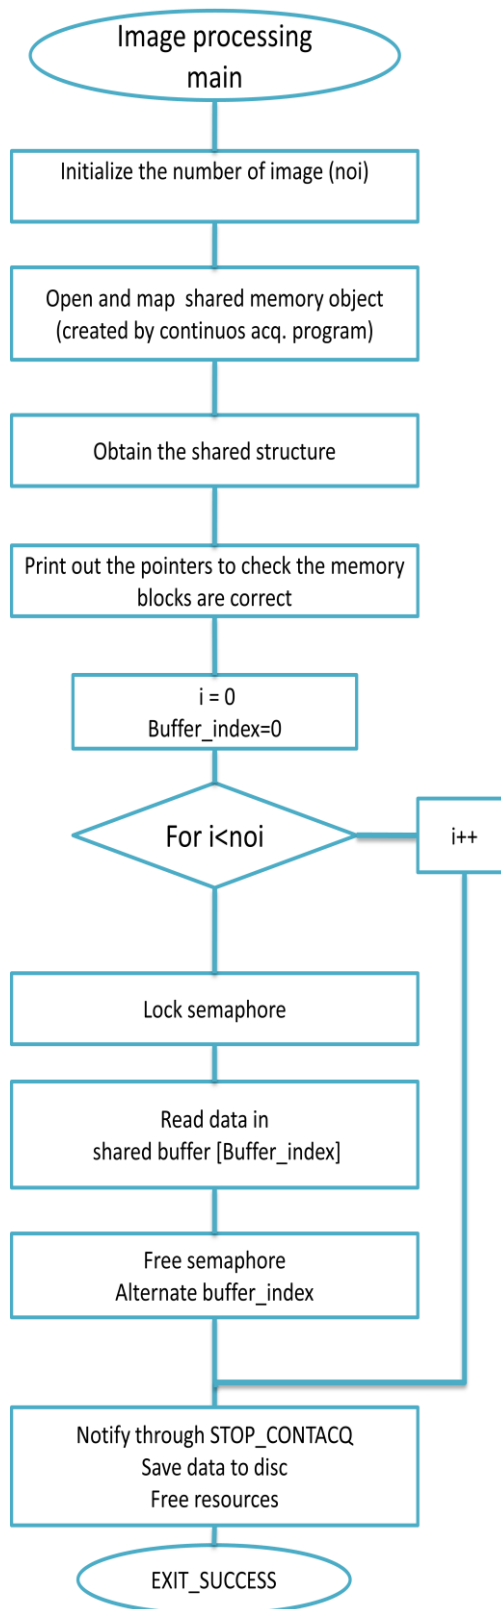 Image processing
main
Initialize the number of image (noi)
Open and map shared memory object
(created by continuos acq. program)
Obtain the shared structure
Print out the pointers to check the memory
blocks are correct
i = 0
Buffer_index=0
For i<noi
i++
Lock semaphore
Read data in
shared buffer [Buffer_index]
Free semaphore
Alternate buffer_index
Notify through STOP_CONTACQ
Save data to disc
Free resources
EXIT_SUCCESS